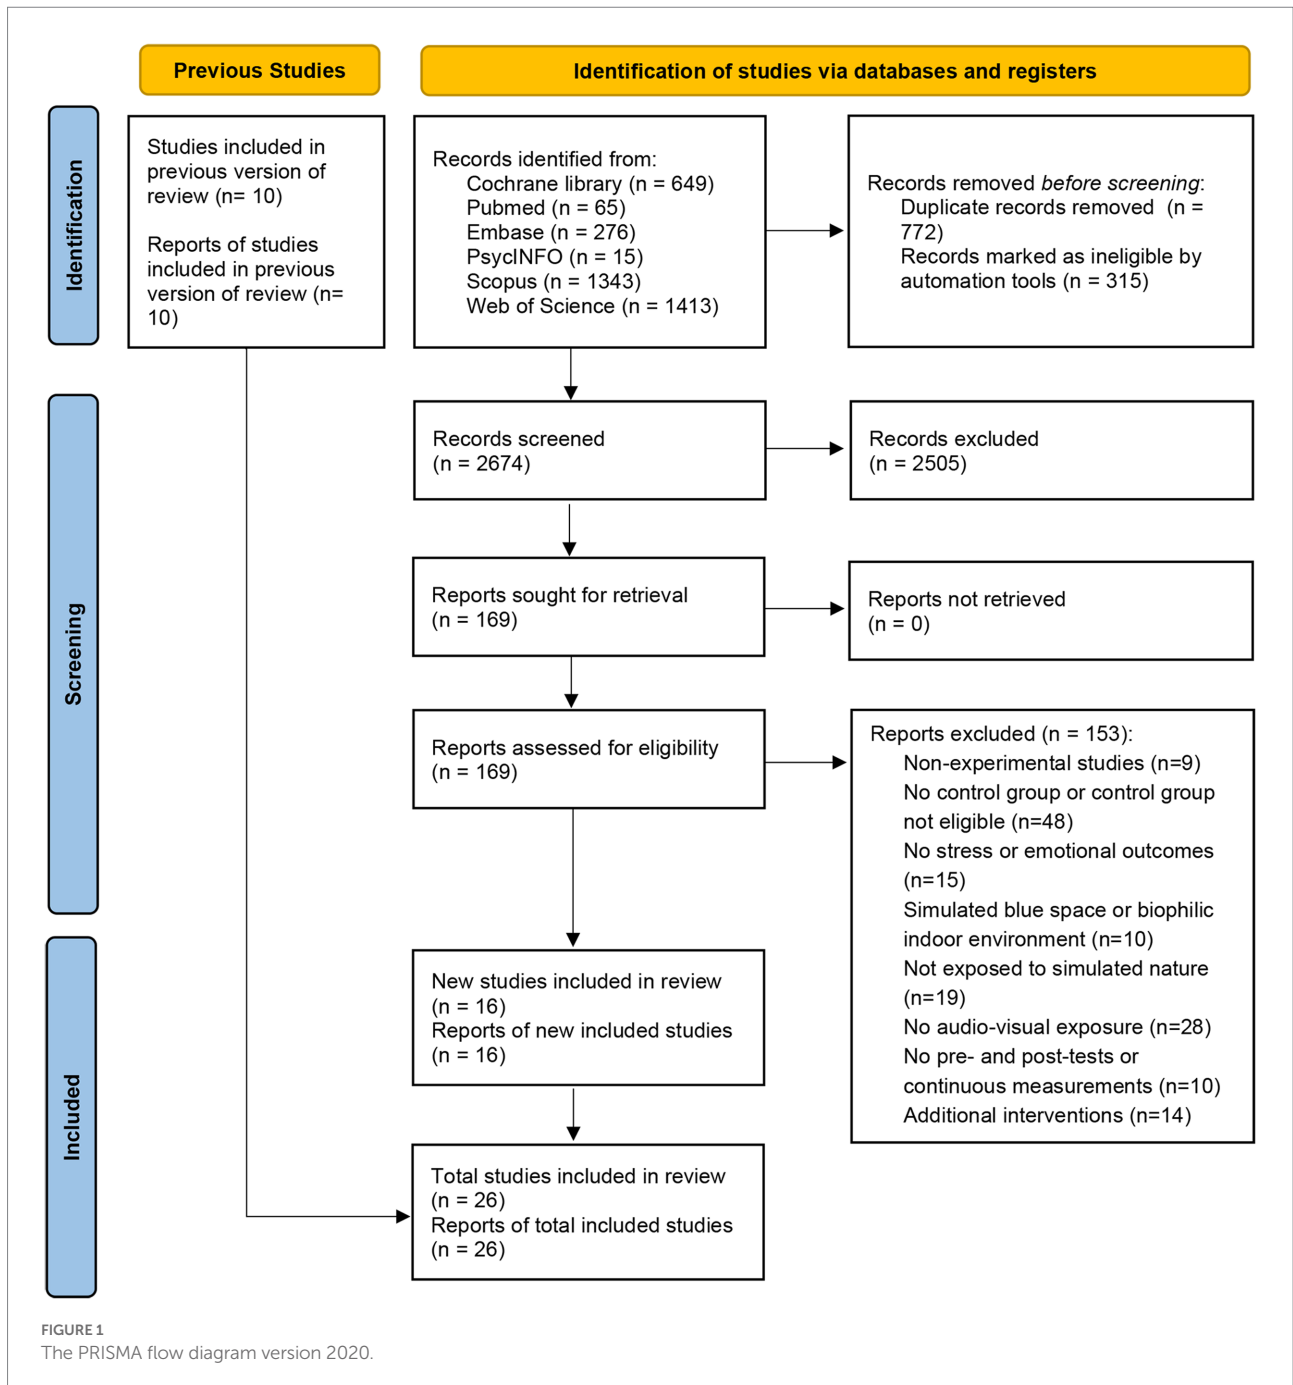 Previous Studies
Identification of studies via databases and registers
Identification
Studies included in
previous version of
review (n= 10)
Reports of studies
included in previous
version of review (n=
10)
Records identified from:
Cochrane library (n = 649)
Pubmed (n = 65)
Embase (n = 276)
PsycINFO (n = 15)
Scopus (n = 1343)
Web of Science (n = 1413)
Records removed before screening:
Duplicate records removed (n =
772)
Records marked as ineligible by
automation tools (n = 315)
Screening
Records screened
(n = 2674)
Records excluded
(n = 2505)
Reports sought for retrieval
(n = 169)
Reports not retrieved
(n = 0)
Reports assessed for eligibility
(n = 169)
Reports excluded (n = 153):
Non-experimental studies (n=9)
No control group or control group
not eligible (n=48)
No stress or emotional outcomes
(n=15)
Simulated blue space or biophilic
indoor environment (n=10)
Not exposed to simulated nature
(n=19)
No audio-visual exposure (n=28)
No pre- and post-tests or
continuous measurements (n=10)
Additional interventions (n=14)
Included
New studies included in review
(n = 16)
Reports of new included studies
(n = 16)
Total studies included in review
(n = 26)
Reports of total included studies
(n = 26)
FIGURE 1
The PRISMA flow diagram version 2020.